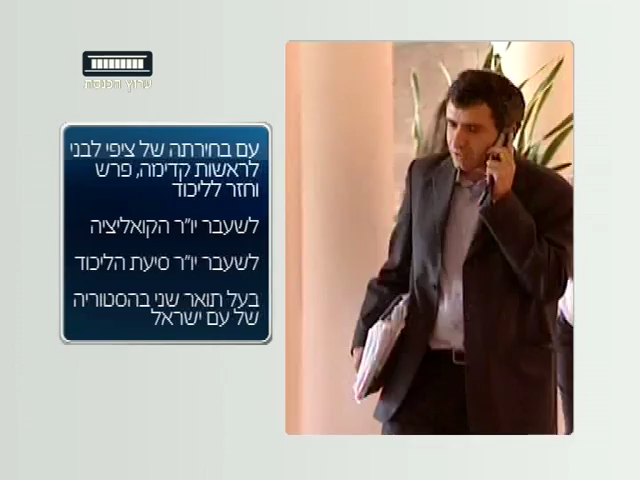 ערוץ הכנסת
עם בחירתה של ציפי לבני
לראשות קדימה, פרש
וחזר לליכוד
לשעבר יו"ר הקואליציה
לשעבר יו"ר סיעת הליכוד
בעל תואר שני בהסטוריה
של עם ישראל